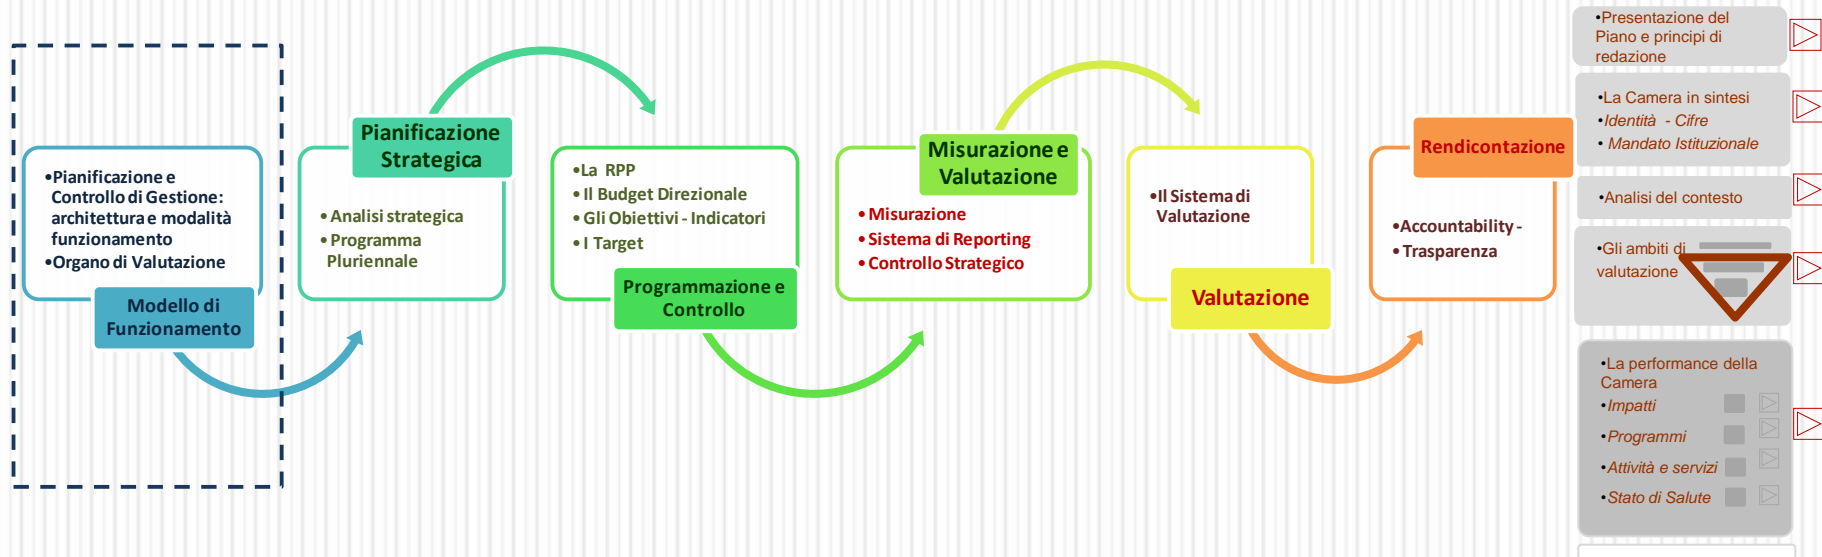 •Pianificazione e
Controllo di Gestione:
architettura e modalità
funzionamento
•Organo di Valutazione
Modello di
Funzionamento
Pianificazione
Strategica
• Analisi strategica
• Programma
Pluriennale
•La RPP
•Il Budget Direzionale
•Gli Obiettivi - Indicatori
•I Target
Programmazione e
Controllo
Misurazione e
Valutazione
• Misurazione
• Sistema di Reporting
• Controllo Strategico
•Il Sistema di
Valutazione
Valutazione
Rendicontazione
•Accountability -
• Trasparenza
•Presentazione del
Piano e principi di
redazione
•La Camera in sintesi
•Identità - Cifre
• Mandato Istituzionale
•Analisi del contesto
•Gli ambiti di
valutazione
•La performance della
Camera
•Impatti
•Programmi
•Attività e servizi
•Stato di Salute